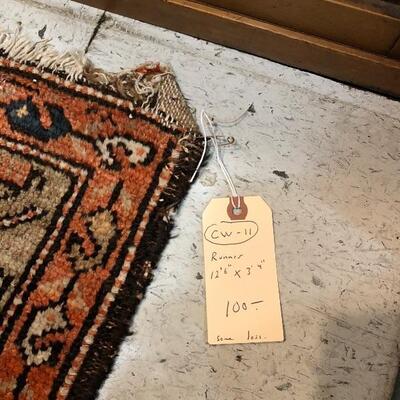 CW-11
Runner
12'6" x 3'4"
100-
some loss.